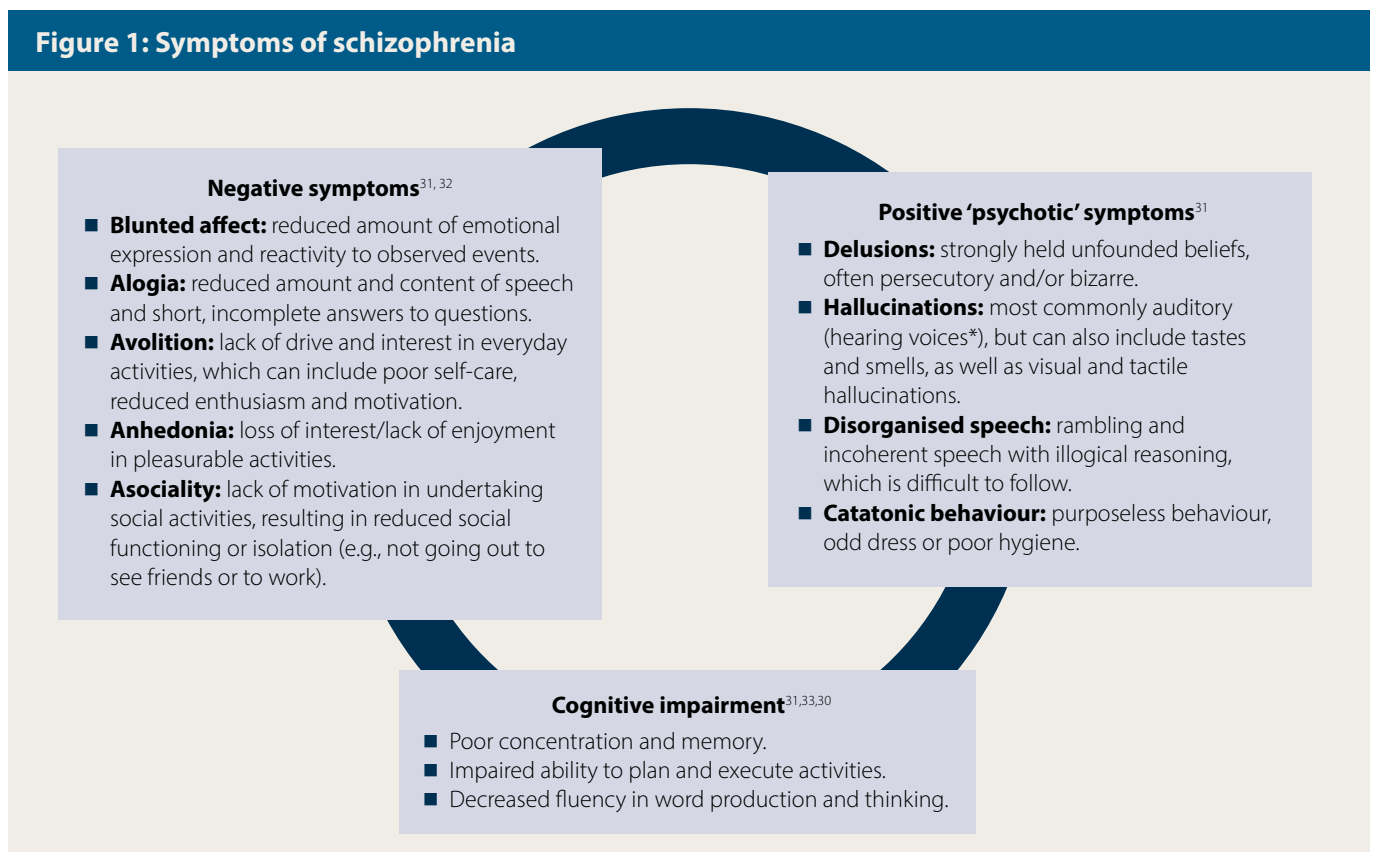 Figure 1: Symptoms of schizophrenia
Negative symptoms31, 32
■ Blunted affect: reduced amount of emotional
expression and reactivity to observed events.
■ Alogia: reduced amount and content of speech
and short, incomplete answers to questions.
■ Avolition: lack of drive and interest in everyday
activities, which can include poor self-care,
reduced enthusiasm and motivation.
■ Anhedonia: loss of interest/lack of enjoyment
in pleasurable activities.
■ Asociality: lack of motivation in undertaking
social activities, resulting in reduced social
functioning or isolation (e.g., not going out to
see friends or to work).
Positive ‘psychotic’ symptoms31
■ Delusions: strongly held unfounded beliefs,
often persecutory and/or bizarre.
■ Hallucinations: most commonly auditory
(hearing voices*), but can also include tastes
and smells, as well as visual and tactile
hallucinations.
■ Disorganised speech: rambling and
incoherent speech with illogical reasoning,
which is difficult to follow.
■ Catatonic behaviour: purposeless behaviour,
odd dress or poor hygiene.
Cognitive impairment31,33,30
■ Poor concentration and memory.
■ Impaired ability to plan and execute activities.
■ Decreased fluency in word production and thinking.